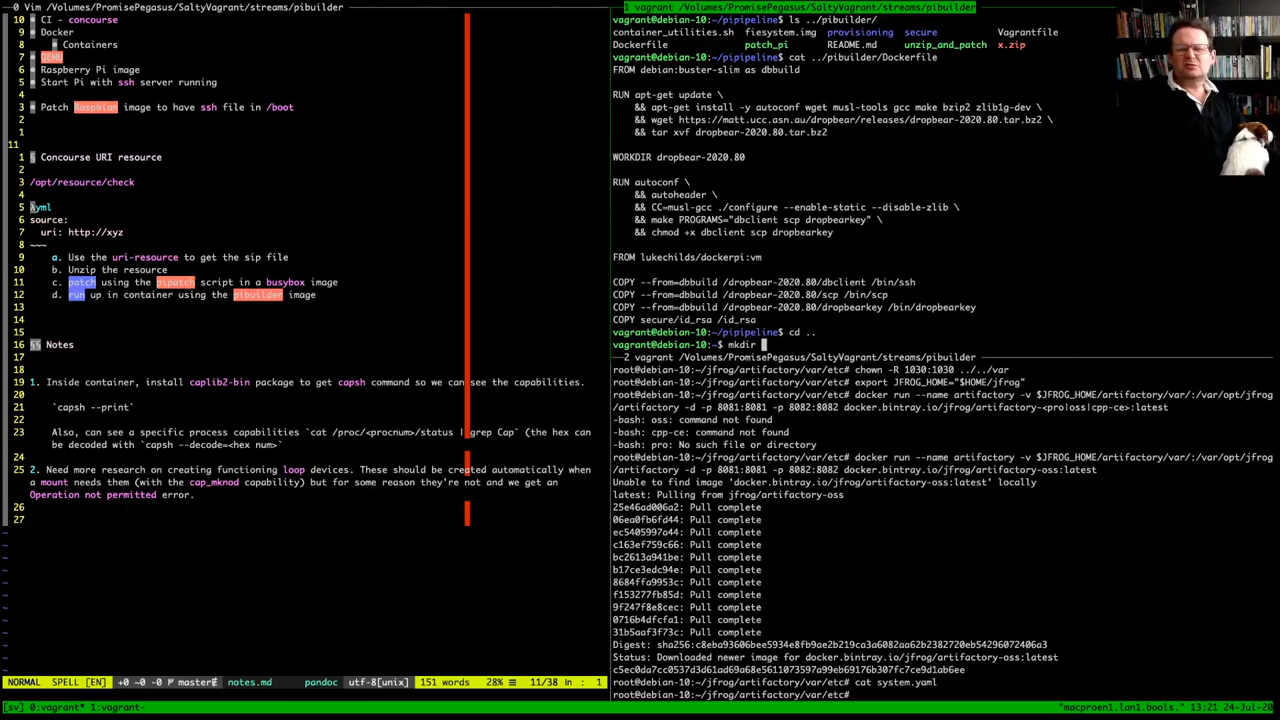 0 Vim /Volumes/PromisePegasus/SaltyVagrant/streams/pibuilder
10 CI - concourse
9 Docker
8 Containers
7 QEMU
6 Raspberry Pi image
5 Start Pi with ssh server running
4
3 Patch Raspbian image to have ssh file in /boot
2
1
11
1 § Concourse URI resource
2
3 /opt/resource/check
4
5 λyml
6 source:
7 uri: http://xyz
8 ~~~
9 a. Use the uri-resource to get the sip file
10 b. Unzip the resource
11 c. patch using the pipatch script in a busybox image
12 d. run up in container using the pibuilder image
13
14
15
16 §§ Notes
17
18
19 1. Inside container, install caplib2-bin package to get capsh command so we can see the capabilities.
20
21 `capsh --print`
22
23 Also, can see a specific process capabilities `cat /proc/<procnum>/status | grep Cap` (the hex can
be decoded with `capsh --decode=<hex num>`
24
25 2. Need more research on creating functioning loop devices. These should be created automatically when
a mount needs them (with the cap_mknod capability) but for some reason they're not and we get an
Operation not permitted error.
26
27
~
~
~
~
~
~
~
~
~
~
~
~
NORMAL SPELL [EN] +0 ~0 -0 master notes.md pandoc utf-8[unix] 151 words 28% 11/38 ln : 1
1 vagrant /Volumes/PromisePegasus/SaltyVagrant/streams/pibuilder
vagrant@debian-10:~/pipipeline$ ls ../pibuilder/
container_utilities.sh filesystem.img provisioning secure Vagrantfile
Dockerfile patch_pi README.md unzip_and_patch x.zip
vagrant@debian-10:~/pipipeline$ cat ../pibuilder/Dockerfile
FROM debian:buster-slim as dbbuild
RUN apt-get update \
&& apt-get install -y autoconf wget musl-tools gcc make bzip2 zlib1g-dev \
&& wget https://matt.ucc.asn.au/dropbear/releases/dropbear-2020.80.tar.bz2 \
&& tar xvf dropbear-2020.80.tar.bz2
WORKDIR dropbear-2020.80
RUN autoconf \
&& autoheader \
&& CC=musl-gcc ./configure --enable-static --disable-zlib \
&& make PROGRAMS="dbclient scp dropbearkey" \
&& chmod +x dbclient scp dropbearkey
FROM lukechilds/dockerpi:vm
COPY --from=dbbuild /dropbear-2020.80/dbclient /bin/ssh
COPY --from=dbbuild /dropbear-2020.80/scp /bin/scp
COPY --from=dbbuild /dropbear-2020.80/dropbearkey /bin/dropbearkey
COPY secure/id_rsa /id_rsa
vagrant@debian-10:~/pipipeline$ cd ..
vagrant@debian-10:~$ mkdir
2 vagrant /Volumes/PromisePegasus/SaltyVagrant/streams/pibuilder
root@debian-10:~/jfrog/artifactory/var/etc# chown -R 1030:1030 ../../var
root@debian-10:~/jfrog/artifactory/var/etc# export JFROG_HOME="$HOME/jfrog"
root@debian-10:~/jfrog/artifactory/var/etc# docker run --name artifactory -v $JFROG_HOME/artifactory/var/:/var/opt/jfrog
/artifactory -d -p 8081:8081 -p 8082:8082 docker.bintray.io/jfrog/artifactory-<pro|oss|cpp-ce>:latest
-bash: oss: command not found
-bash: cpp-ce: command not found
-bash: pro: No such file or directory
root@debian-10:~/jfrog/artifactory/var/etc# docker run --name artifactory -v $JFROG_HOME/artifactory/var/:/var/opt/jfrog
/artifactory -d -p 8081:8081 -p 8082:8082 docker.bintray.io/jfrog/artifactory-oss:latest
Unable to find image 'docker.bintray.io/jfrog/artifactory-oss:latest' locally
latest: Pulling from jfrog/artifactory-oss
25e46ad006a2: Pull complete
06ea0fb6fd44: Pull complete
ec5405997a44: Pull complete
c163ef759c66: Pull complete
bc2613a941be: Pull complete
b17ce3edc94e: Pull complete
8684ffa9953c: Pull complete
f153277fb85d: Pull complete
9f247f8e8cec: Pull complete
0716b4dfcfa1: Pull complete
31b5aaf3f73c: Pull complete
Digest: sha256:c8eba93606bee5934e8fb9ae2b219ca3a6082aa62b2382720eb54296072406a3
Status: Downloaded newer image for docker.bintray.io/jfrog/artifactory-oss:latest
c5ec0da7cc0537d3d61ad69a68e5611073597a99eb69176b307fc7ed961ab6ee
root@debian-10:~/jfrog/artifactory/var/etc# cat system.yaml
root@debian-10:~/jfrog/artifactory/var/etc#
[sv] 0:vagrant* 1:vagrant- "macproen1.lan1.bools." 13:21 24-Jul-20